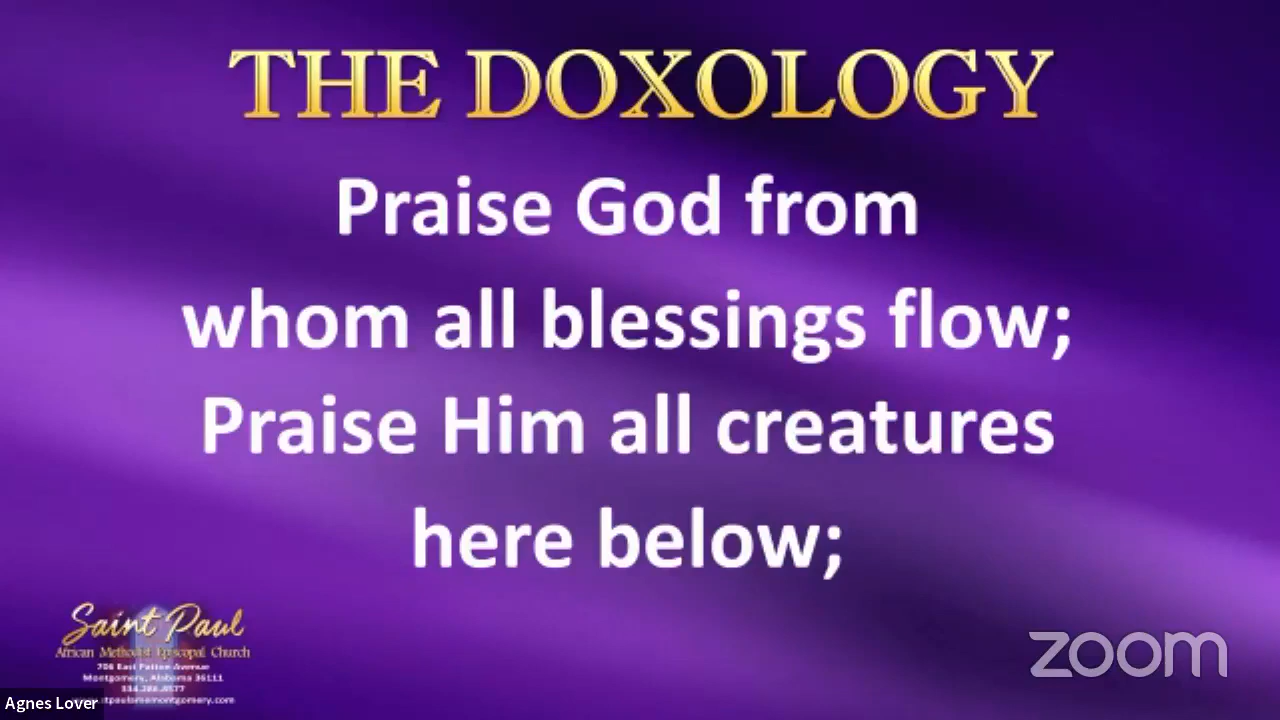 THE DOXOLOGY
Praise God from
whom all blessings flow;
Praise Him all creatures
here below;
Saint Paul
African Methodist Episcopal Church
706 East Patton Avenue
Montgomery, Alabama 36111
zoom
Agnes Lover